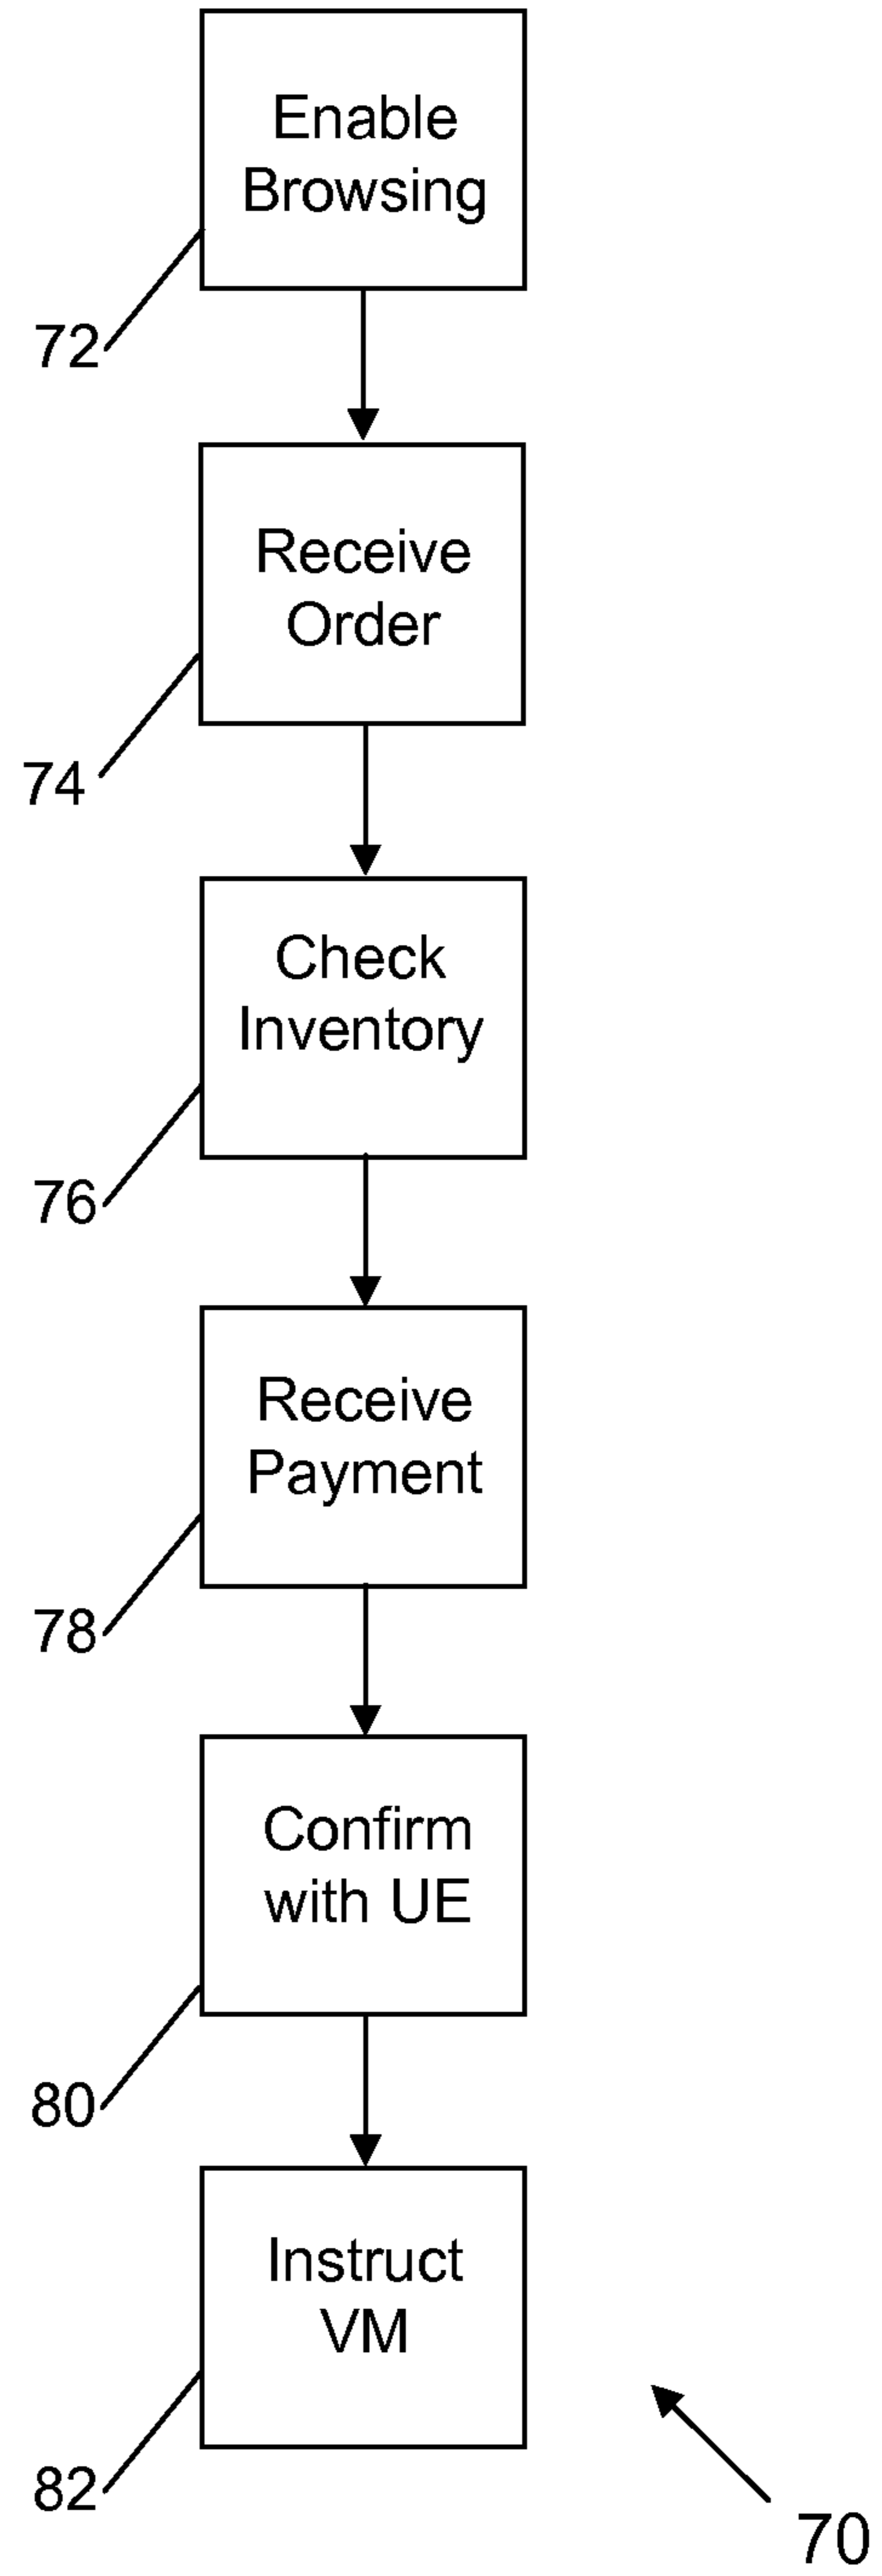 Enable
Browsing
72
Receive
Order
74
Check
Inventory
76
Receive
Payment
78
Confirm
with UE
80
Instruct
VM
82
70